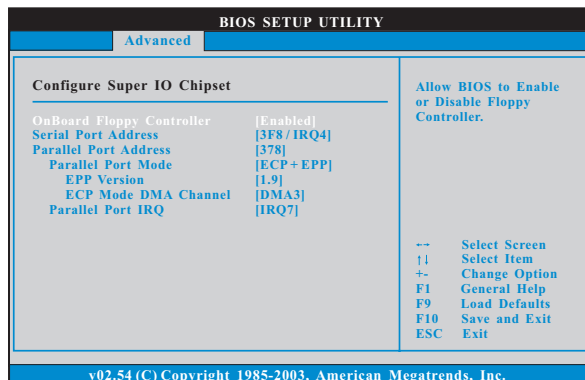 BIOS SETUP UTILITY
Advanced
Configure Super IO Chipset
OnBoard Floppy Controller [Enabled]
Serial Port Address [3F8 / IRQ4]
Parallel Port Address [378]
Parallel Port Mode [ECP + EPP]
EPP Version [1.9]
ECP Mode DMA Channel [DMA3]
Parallel Port IRQ [IRQ7]
Allow BIOS to Enable
or Disable Floppy
Controller.
←→ Select Screen
↑↓ Select Item
+- Change Option
F1 General Help
F9 Load Defaults
F10 Save and Exit
ESC Exit
v02.54 (C) Copyright 1985-2003, American Megatrends, Inc.